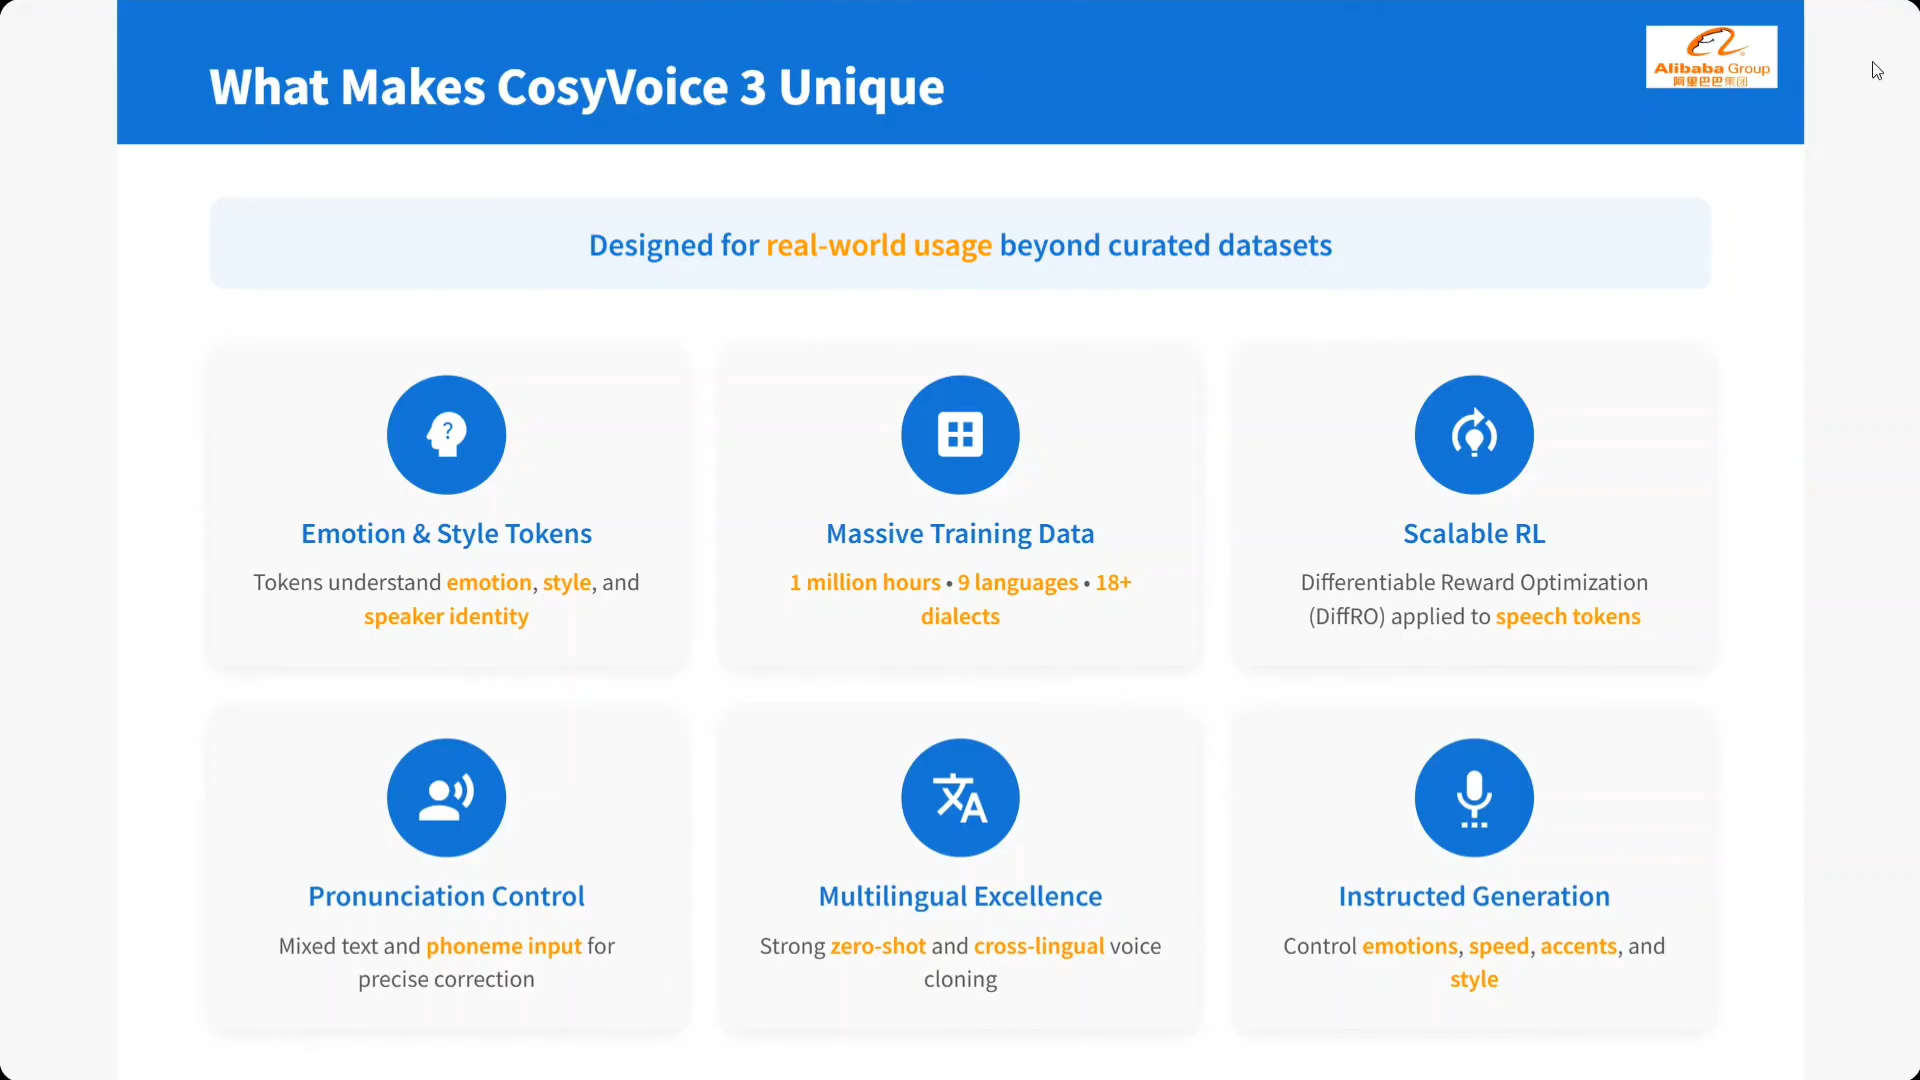 What Makes CosyVoice 3 Unique
Alibaba Group
阿里巴巴集团
Designed for real-world usage beyond curated datasets
Emotion & Style Tokens
Tokens understand emotion, style, and
speaker identity
Massive Training Data
1 million hours • 9 languages • 18+
dialects
Scalable RL
Differentiable Reward Optimization
(DiffRO) applied to speech tokens
Pronunciation Control
Mixed text and phoneme input for
precise correction
Multilingual Excellence
Strong zero-shot and cross-lingual voice
cloning
Instructed Generation
Control emotions, speed, accents, and
style